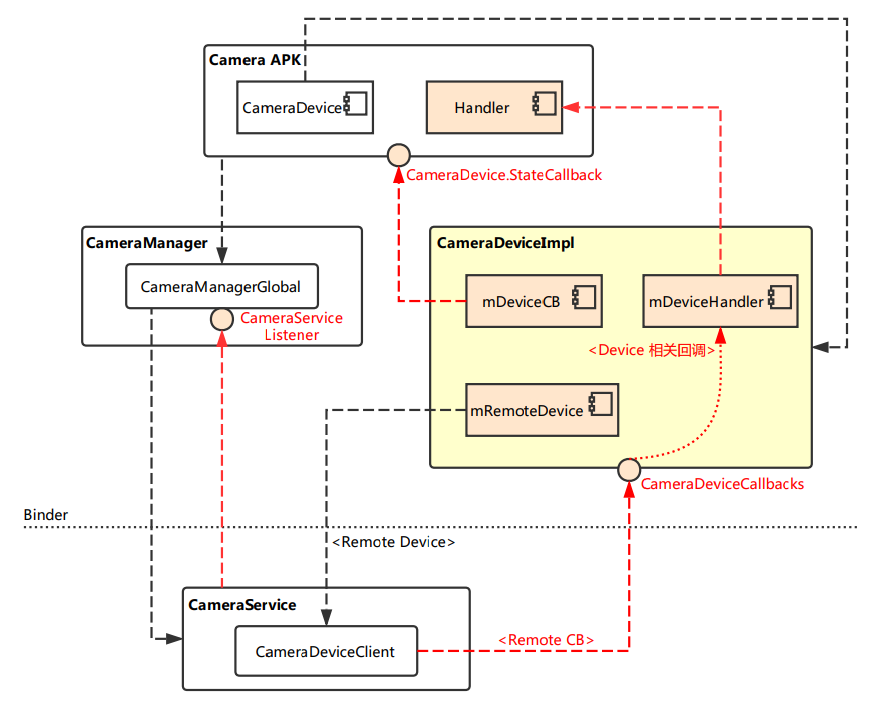 Camera APK
CameraDevice
Handler
CameraDevice.StateCallback
CameraManager
CameraManagerGlobal
CameraService
Listener
CameraDeviceImpl
mDeviceCB
mDeviceHandler
<Device 相关回调>
mRemoteDevice
CameraDeviceCallbacks
Binder
<Remote Device>
CameraService
CameraDeviceClient
<Remote CB>